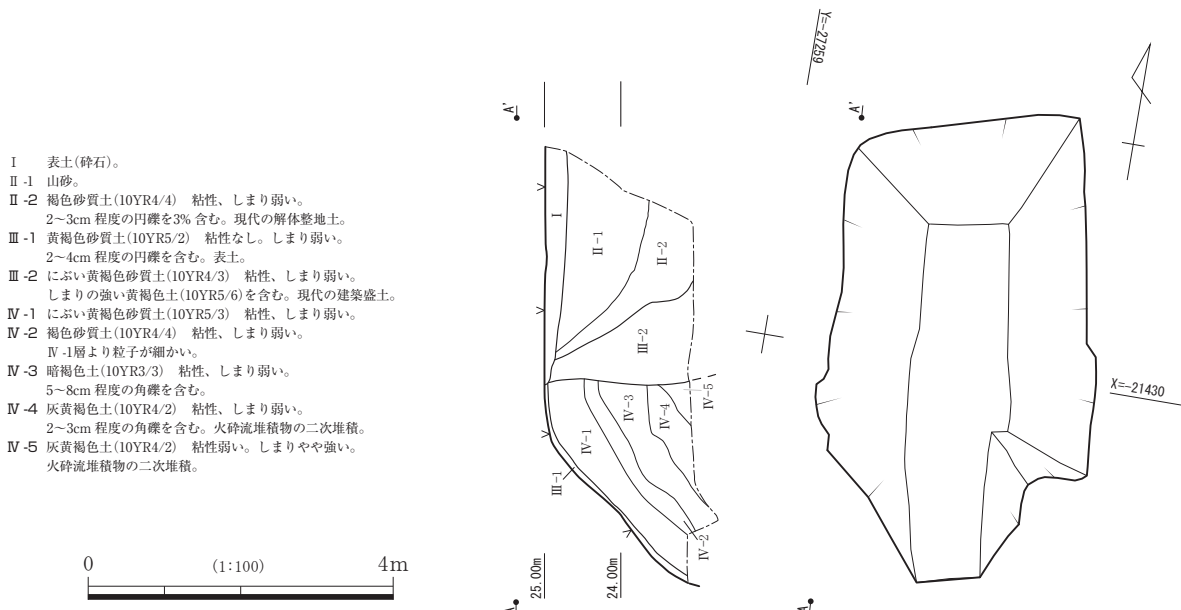 Ⅰ 表土(砕石)。
Ⅱ-1 山砂。
Ⅱ-2 褐色砂質土(10YR4/4) 粘性、しまり弱い。
2～3cm 程度の円礫を3% 含む。現代の解体整地土。
Ⅲ-1 黄褐色砂質土(10YR5/2) 粘性なし。しまり弱い。
2～4cm 程度の円礫を含む。表土。
Ⅲ-2 にぶい黄褐色砂質土(10YR4/3) 粘性、しまり弱い。
しまりの強い黄褐色土(10YR5/6)を含む。現代の建築盛土。
Ⅳ-1 にぶい黄褐砂質土(10YR5/3) 粘性、しまり弱い。
Ⅳ-2 褐色砂質土(10YR4/4) 粘性、しまり弱い。
Ⅳ-1層より粒子が細かい。
Ⅳ-3 暗褐色土(10YR3/3) 粘性、しまり弱い。
5～8cm 程度の角礫を含む。
Ⅳ-4 灰黄褐色土(10YR4/2) 粘性、しまり弱い。
2～3cm 程度の角礫を含む。火砕流堆積物の二次堆積。
Ⅳ-5 灰黄褐色土(10YR4/2) 粘性弱い。しまりやや強い。
火砕流堆積物の二次堆積。
0 (1:100) 4m
A'
Ⅰ
Ⅱ-1
Ⅱ-2
Ⅲ-2
Ⅳ-5
Ⅳ-4
Ⅳ-3
Ⅳ-1
Ⅲ-1
Ⅳ-2
25.00m
24.00m
A
Y=-27259
A'
X=-21430
A